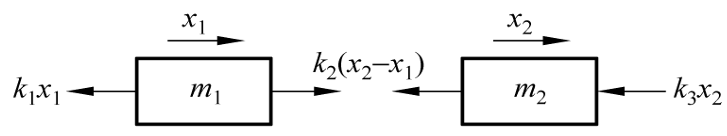 x₁ x₂
k₂(x₂−x₁)
k₁x₁ m₁ m₂ k₃x₂